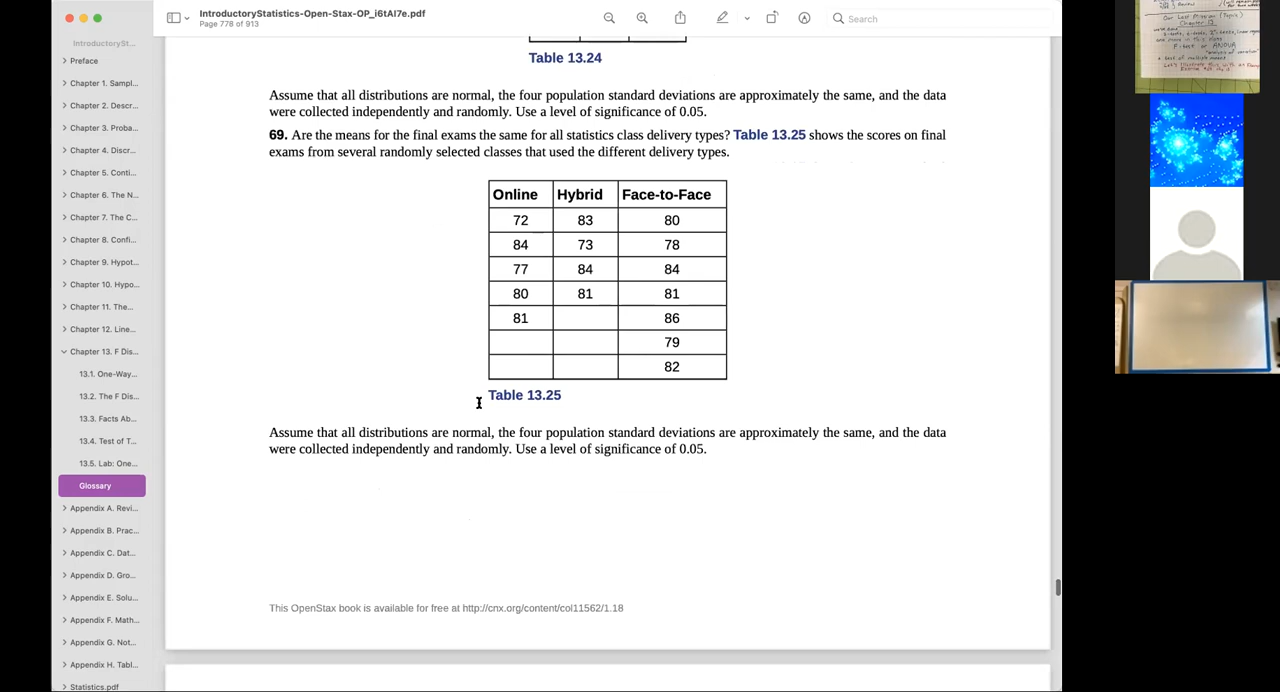 IntroductoryStatistics-Open-Stax-OP_i6tAI7e.pdf
Page 778 of 913
Search
IntroductorySt...
Preface
Chapter 1. Sampl...
Chapter 2. Descr...
Chapter 3. Proba...
Chapter 4. Discr...
Chapter 5. Conti...
Chapter 6. The N...
Chapter 7. The C...
Chapter 8. Confi...
Chapter 9. Hypot...
Chapter 10. Hypo...
Chapter 11. The...
Chapter 12. Line...
Chapter 13. F Dis...
13.1. One-Way...
13.2. The F Dis...
13.3. Facts Ab...
13.4. Test of T...
13.5. Lab: One...
Glossary
Appendix A. Revi...
Appendix B. Prac...
Appendix C. Dat...
Appendix D. Gro...
Appendix E. Solu...
Appendix F. Math...
Appendix G. Not...
Appendix H. Tabl...
Statistics.pdf
Table 13.24
Assume that all distributions are normal, the four population standard deviations are approximately the same, and the data
were collected independently and randomly. Use a level of significance of 0.05.
69. Are the means for the final exams the same for all statistics class delivery types? Table 13.25 shows the scores on final
exams from several randomly selected classes that used the different delivery types.
Online Hybrid Face-to-Face
72 83 80
84 73 78
77 84 84
80 81 81
81 86
79
82
Table 13.25
Assume that all distributions are normal, the four population standard deviations are approximately the same, and the data
were collected independently and randomly. Use a level of significance of 0.05.
This OpenStax book is available for free at http://cnx.org/content/col11562/1.18
Our Last Program (Topic)
Chapter 13
F-test or ANOVA